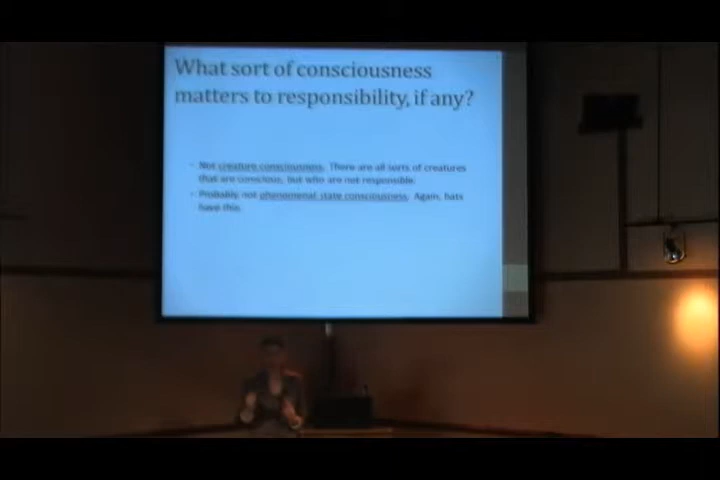 What sort of consciousness
matters to responsibility, if any?
- Not creature consciousness. There are all sorts of creatures
that are conscious, but who are not responsible.
- Probably not phenomenal state consciousness. Again, bats
have this.